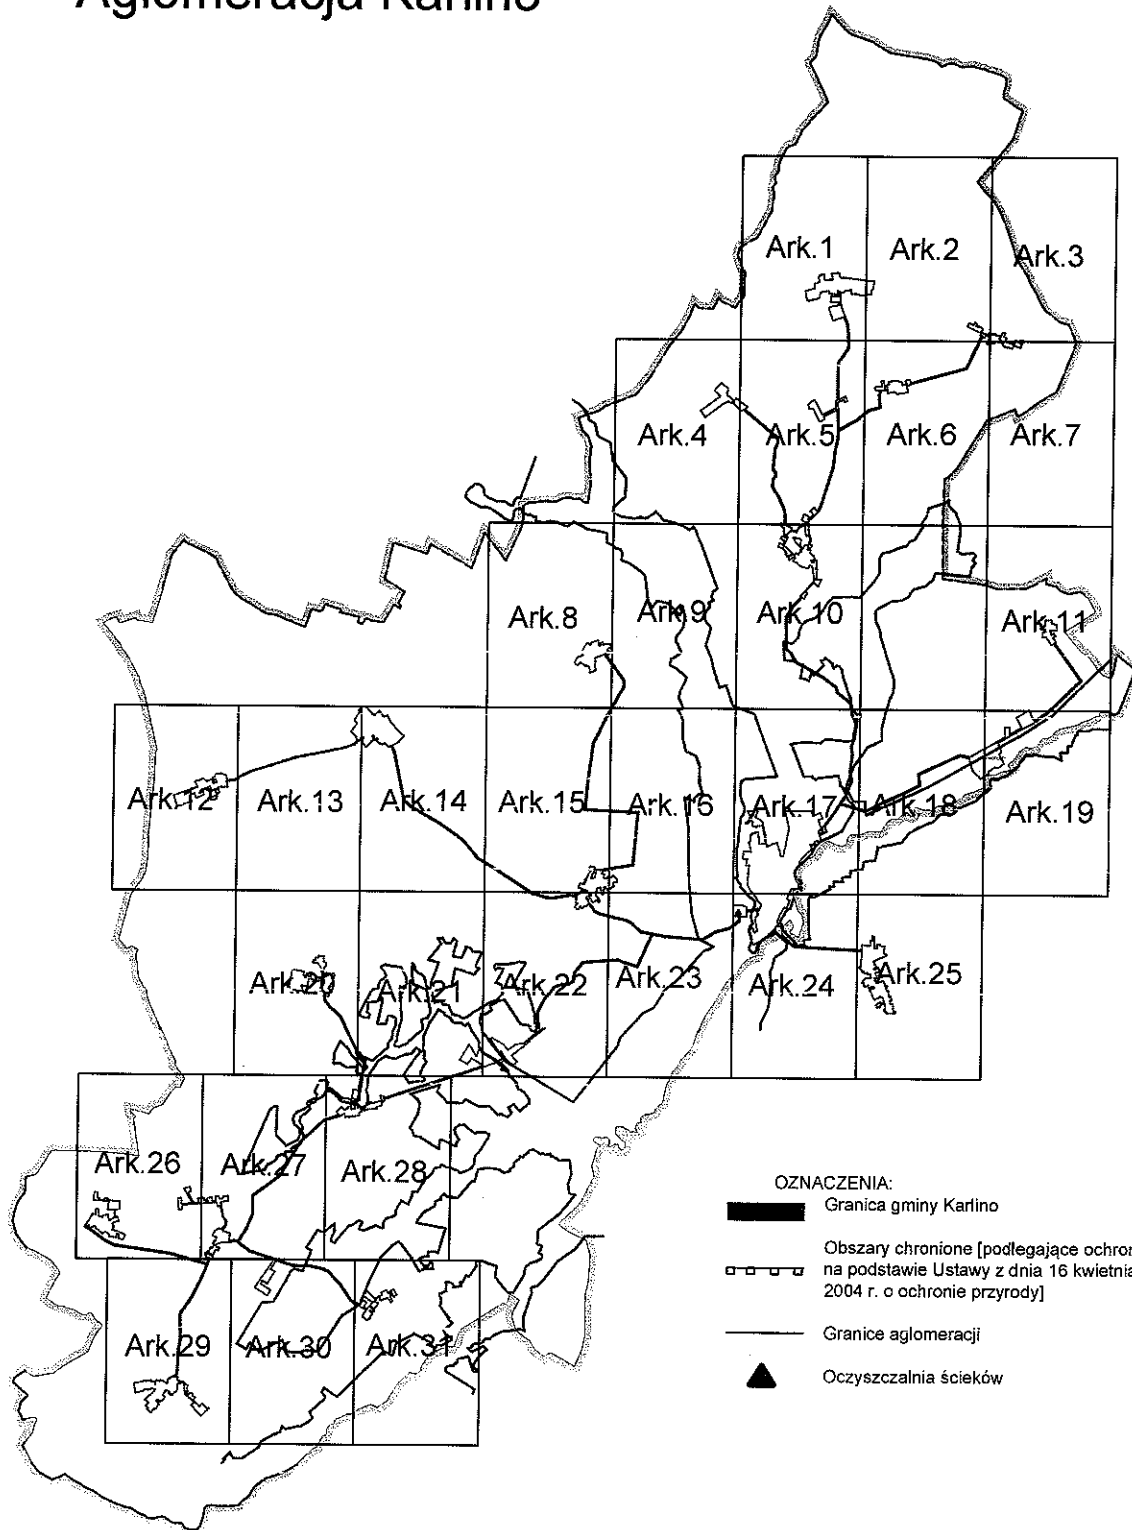 Aglomeracja Karlino
Ark.1
Ark.2
Ark.3
Ark.4
Ark.5
Ark.6
Ark.7
Ark.8
Ark.9
Ark.10
Ark.11
Ark.12
Ark.13
Ark.14
Ark.15
Ark.16
Ark.17
Ark.18
Ark.19
Ark.20
Ark.21
Ark.22
Ark.23
Ark.24
Ark.25
Ark.26
Ark.27
Ark.28
Ark.29
Ark.30
Ark.31
OZNACZENIA:
Granica gminy Karlino
Obszary chronione [podlegające ochron
na podstawie Ustawy z dnia 16 kwietnia
2004 r. o ochronie przyrody]
Granice aglomeracji
Oczyszczalnia ścieków